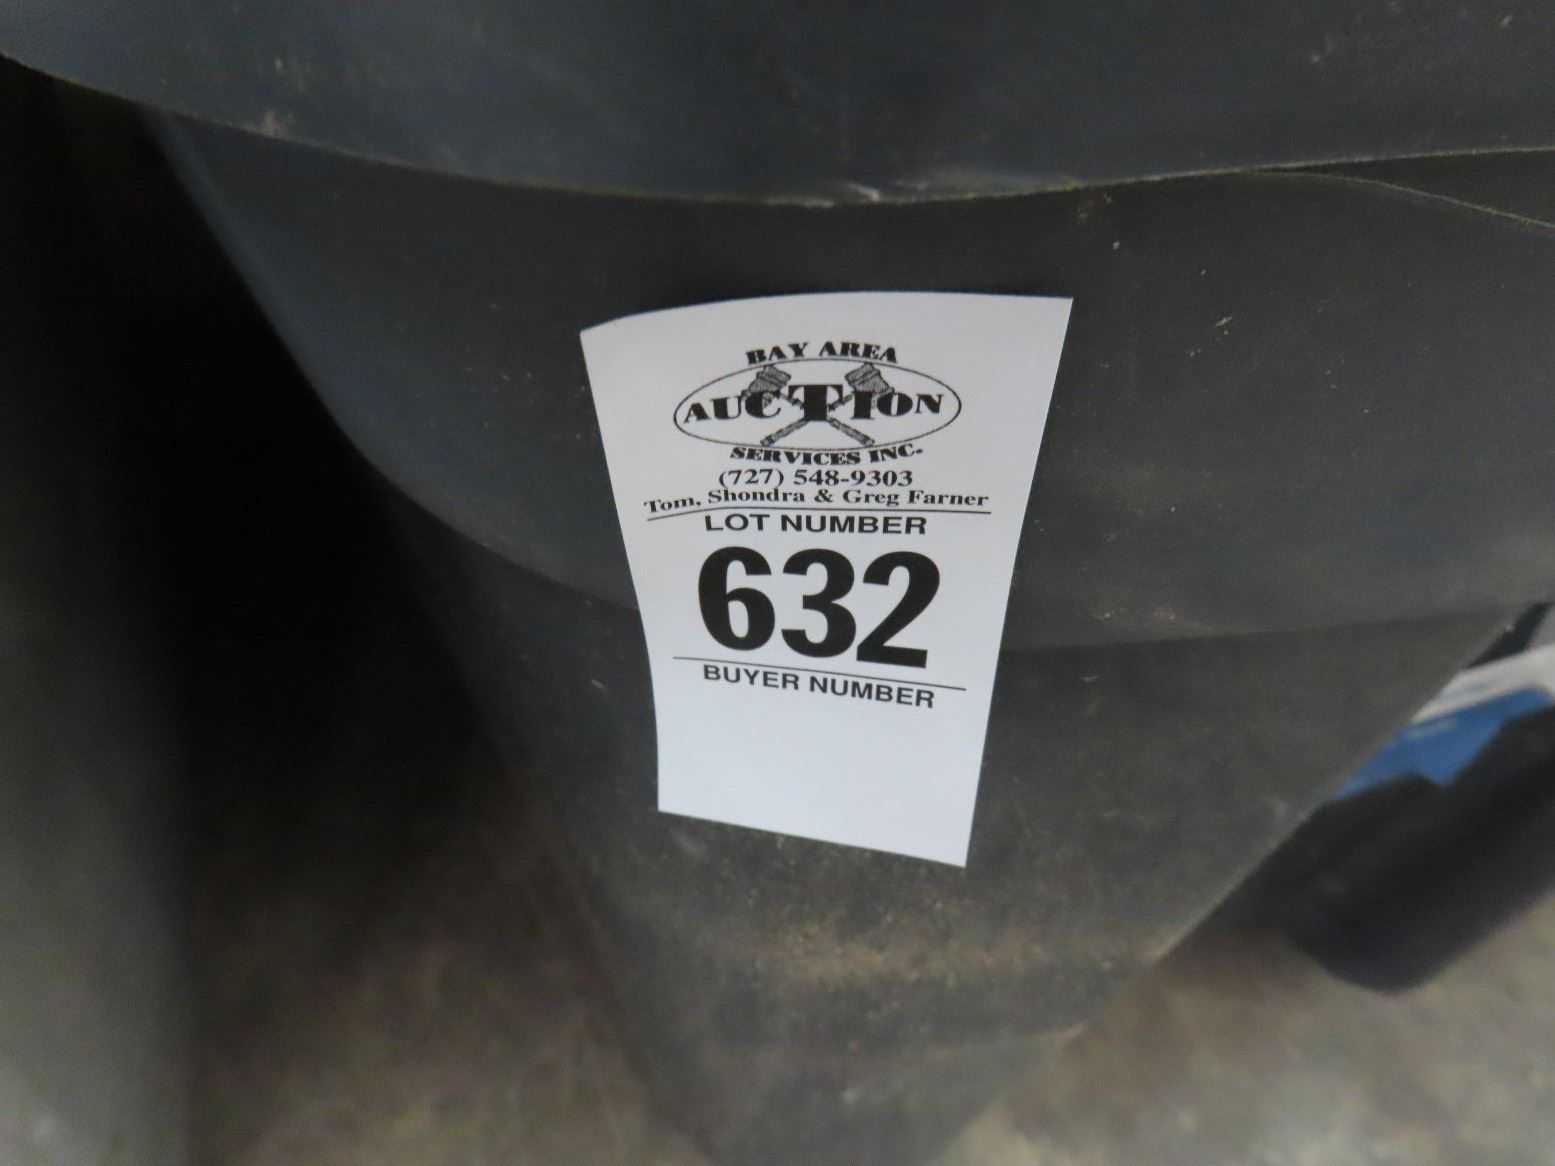 BAY AREA
AUCTION
SERVICES INC.
(727) 548-9303
Tom, Shondra & Greg Farner
LOT NUMBER
632
BUYER NUMBER